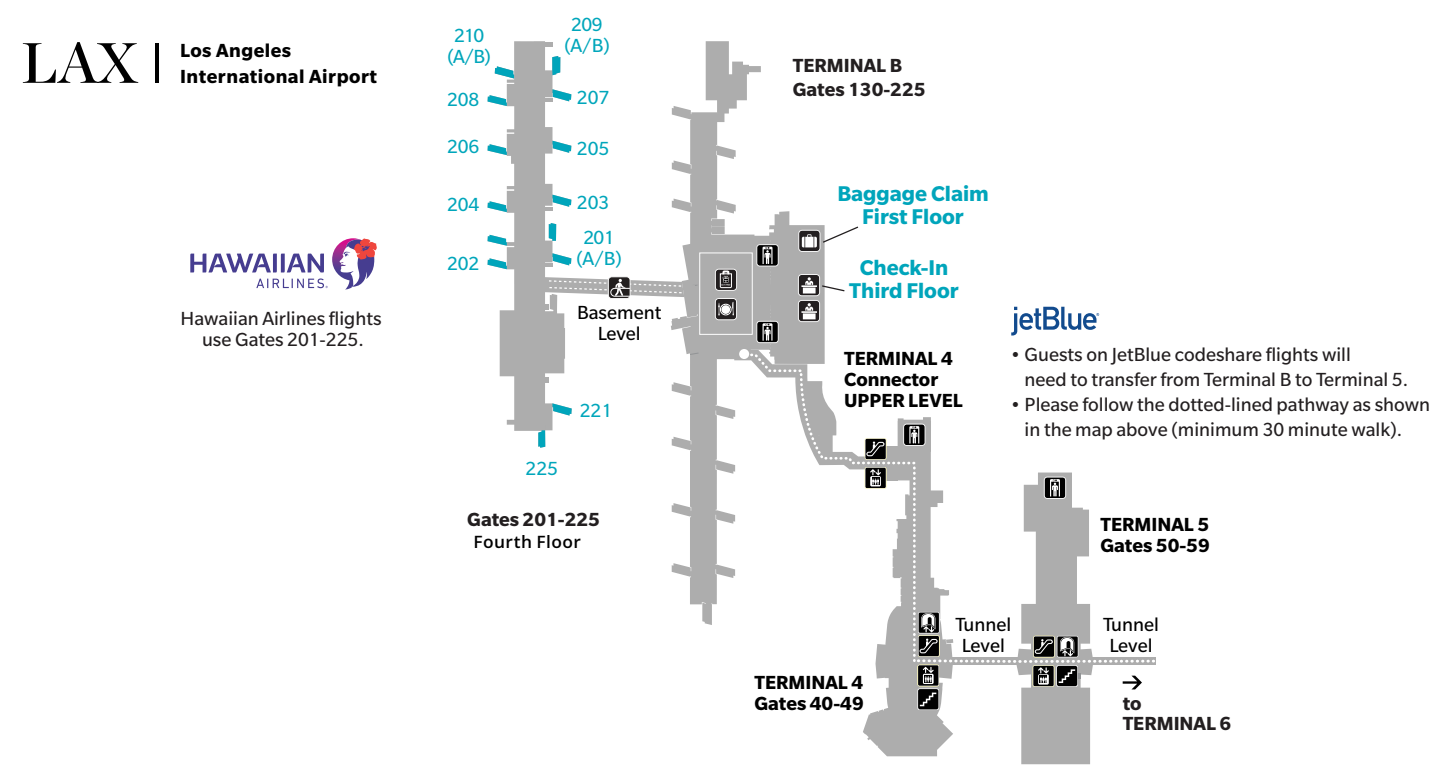 LAX
Los Angeles
International Airport
210
(A/B)
209
(A/B)
208
207
206
205
204
203
202
201
(A/B)
221
225
Gates 201-225
Fourth Floor
HAWAIIAN
AIRLINES.
Hawaiian Airlines flights
use Gates 201-225.
Basement
Level
TERMINAL B
Gates 130-225
Baggage Claim
First Floor
Check-In
Third Floor
TERMINAL 4
Connector
UPPER LEVEL
jetBlue
• Guests on JetBlue codeshare flights will
need to transfer from Terminal B to Terminal 5.
• Please follow the dotted-lined pathway as shown
in the map above (minimum 30 minute walk).
TERMINAL 5
Gates 50-59
Tunnel
Level
Tunnel
Level
TERMINAL 4
Gates 40-49
→
to
TERMINAL 6